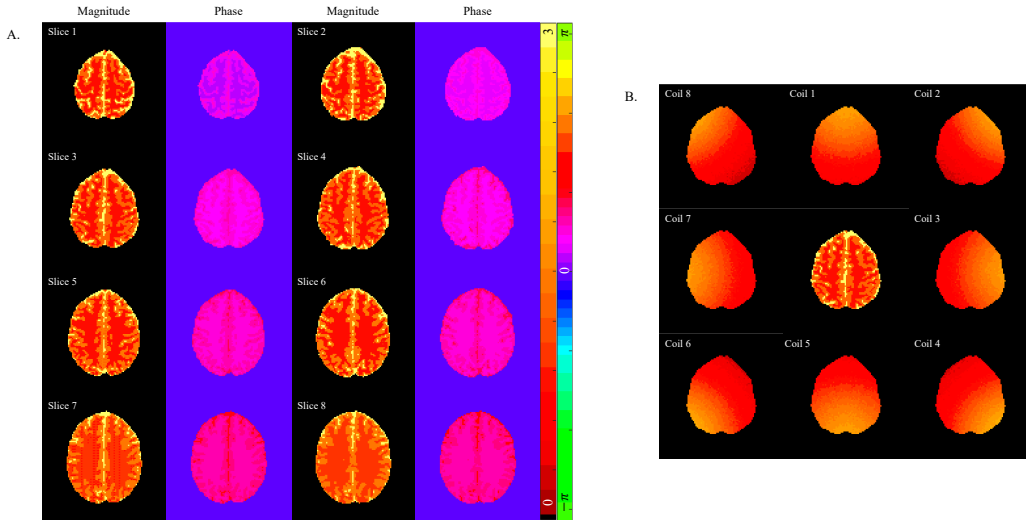 Magnitude Phase Magnitude Phase
A.
Slice 1 Slice 2
Slice 3 Slice 4
Slice 5 Slice 6
Slice 7 Slice 8
3
0
π
0
−π
B.
Coil 8 Coil 1 Coil 2
Coil 7 Coil 3
Coil 6 Coil 5 Coil 4